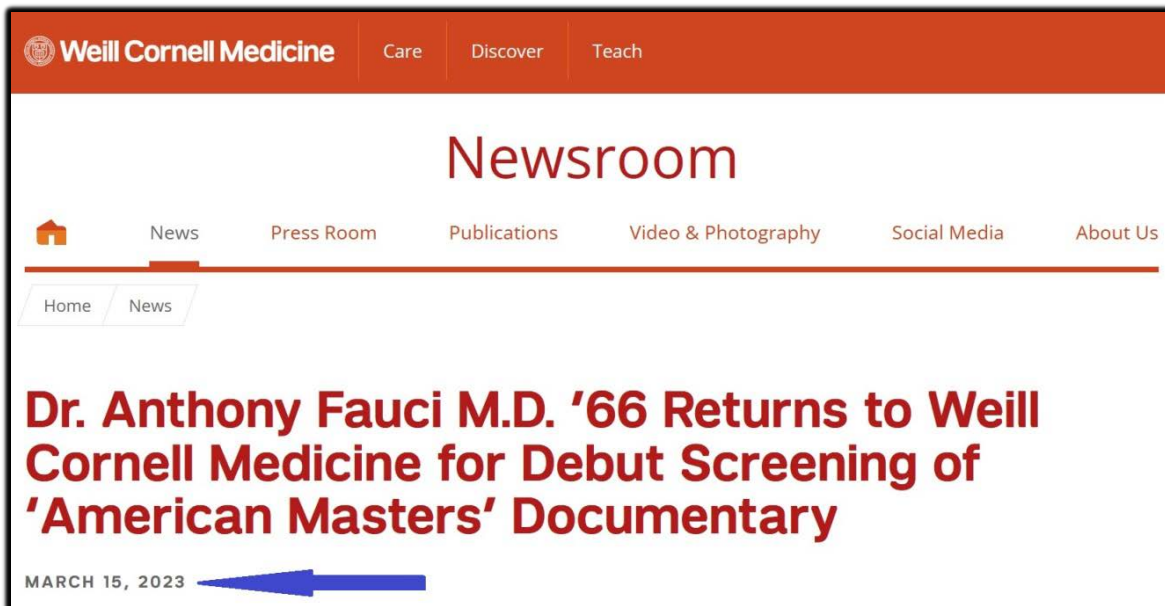 Weill Cornell Medicine Care Discover Teach
Newsroom
News Press Room Publications Video & Photography Social Media About Us
Home News
Dr. Anthony Fauci M.D. ’66 Returns to Weill
Cornell Medicine for Debut Screening of
‘American Masters’ Documentary
MARCH 15, 2023